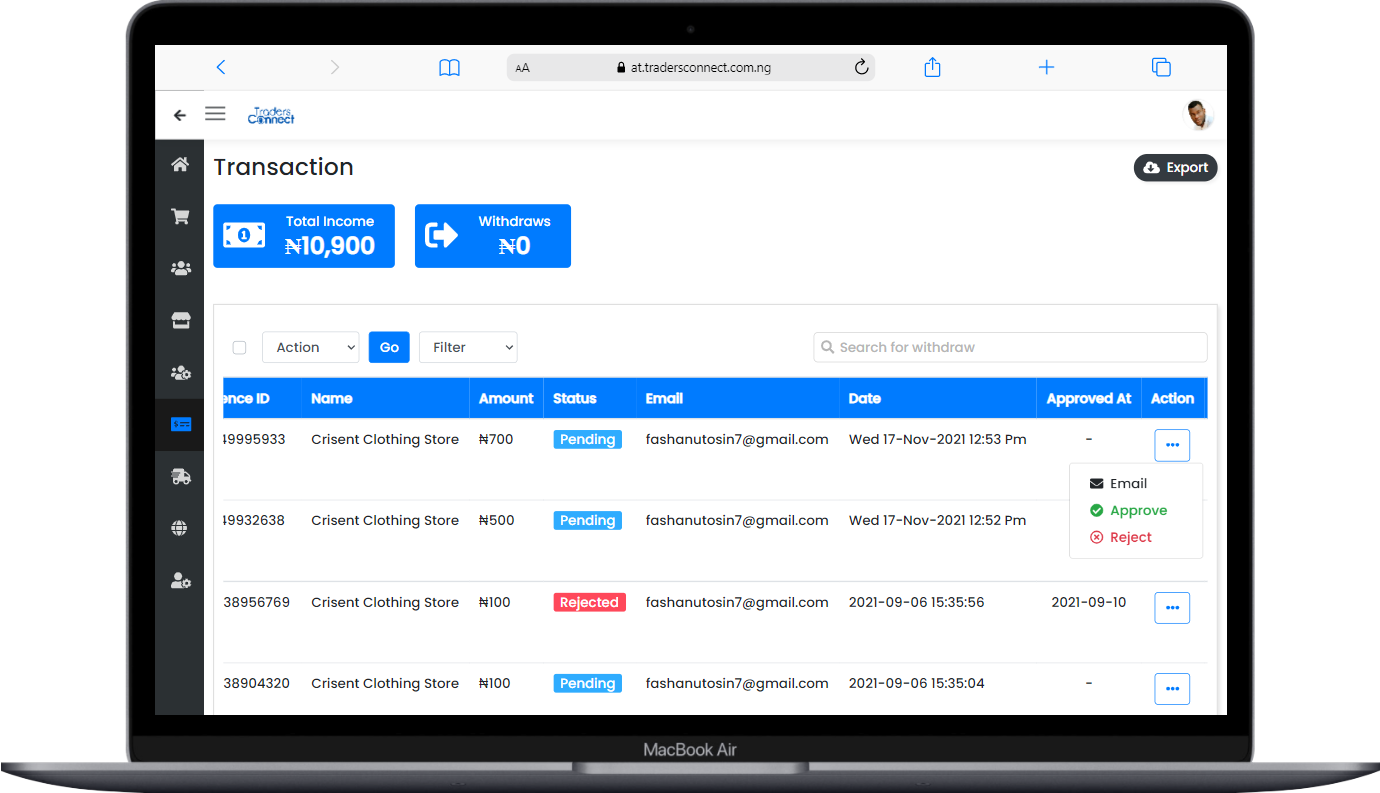 AA at.tradersconnect.com.ng
Traders
Connect
Transaction
Export
Total Income
₦10,900
Withdraws
₦0
Action Go Filter Search for withdraw
ence ID Name Amount Status Email Date Approved At Action
49995933 Crisent Clothing Store ₦700 Pending fashanutosin7@gmail.com Wed 17-Nov-2021 12:53 Pm -
Email
49932638 Crisent Clothing Store ₦500 Pending fashanutosin7@gmail.com Wed 17-Nov-2021 12:52 Pm
Approve
Reject
38956769 Crisent Clothing Store ₦100 Rejected fashanutosin7@gmail.com 2021-09-06 15:35:56 2021-09-10
38904320 Crisent Clothing Store ₦100 Pending fashanutosin7@gmail.com 2021-09-06 15:35:04 -
MacBook Air